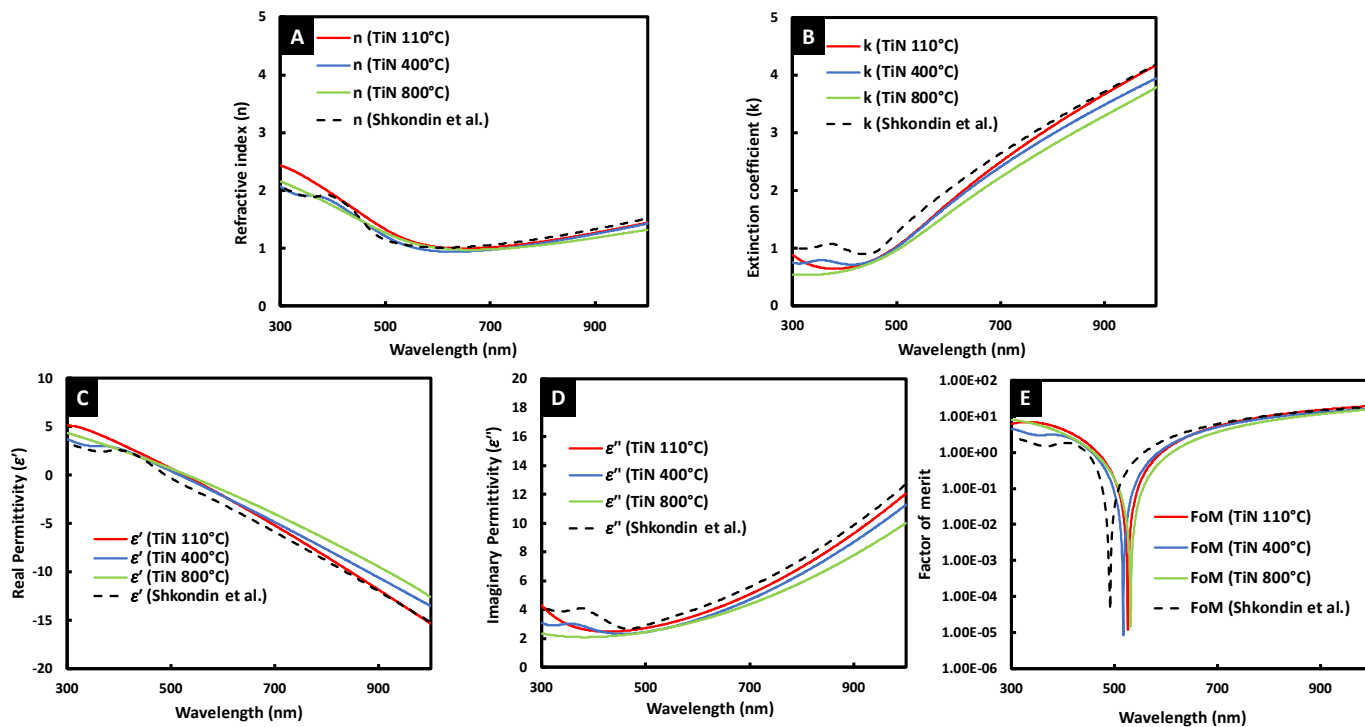 A
n (TiN 110°C)
n (TiN 400°C)
n (TiN 800°C)
n (Shkondin et al.)
Refractive index (n)
5
4
3
2
1
0
300
500
700
900
Wavelength (nm)
B
k (TiN 110°C)
k (TiN 400°C)
k (TiN 800°C)
k (Shkondin et al.)
Extinction coefficient (k)
5
4
3
2
1
0
300
500
700
900
Wavelength (nm)
C
ε′ (TiN 110°C)
ε′ (TiN 400°C)
ε′ (TiN 800°C)
ε′ (Shkondin et al.)
Real Permittivity (ε′)
10
5
0
-5
-10
-15
-20
300
500
700
900
Wavelength (nm)
D
ε″ (TiN 110°C)
ε″ (TiN 400°C)
ε″ (TiN 800°C)
ε″ (Shkondin et al.)
Imaginary Permittivity (ε″)
20
18
16
14
12
10
8
6
4
2
0
300
500
700
900
Wavelength (nm)
E
FoM (TiN 110°C)
FoM (TiN 400°C)
FoM (TiN 800°C)
FoM (Shkondin et al.)
Factor of merit
1.00E+02
1.00E+01
1.00E+00
1.00E-01
1.00E-02
1.00E-03
1.00E-04
1.00E-05
1.00E-06
300
500
700
900
Wavelength (nm)